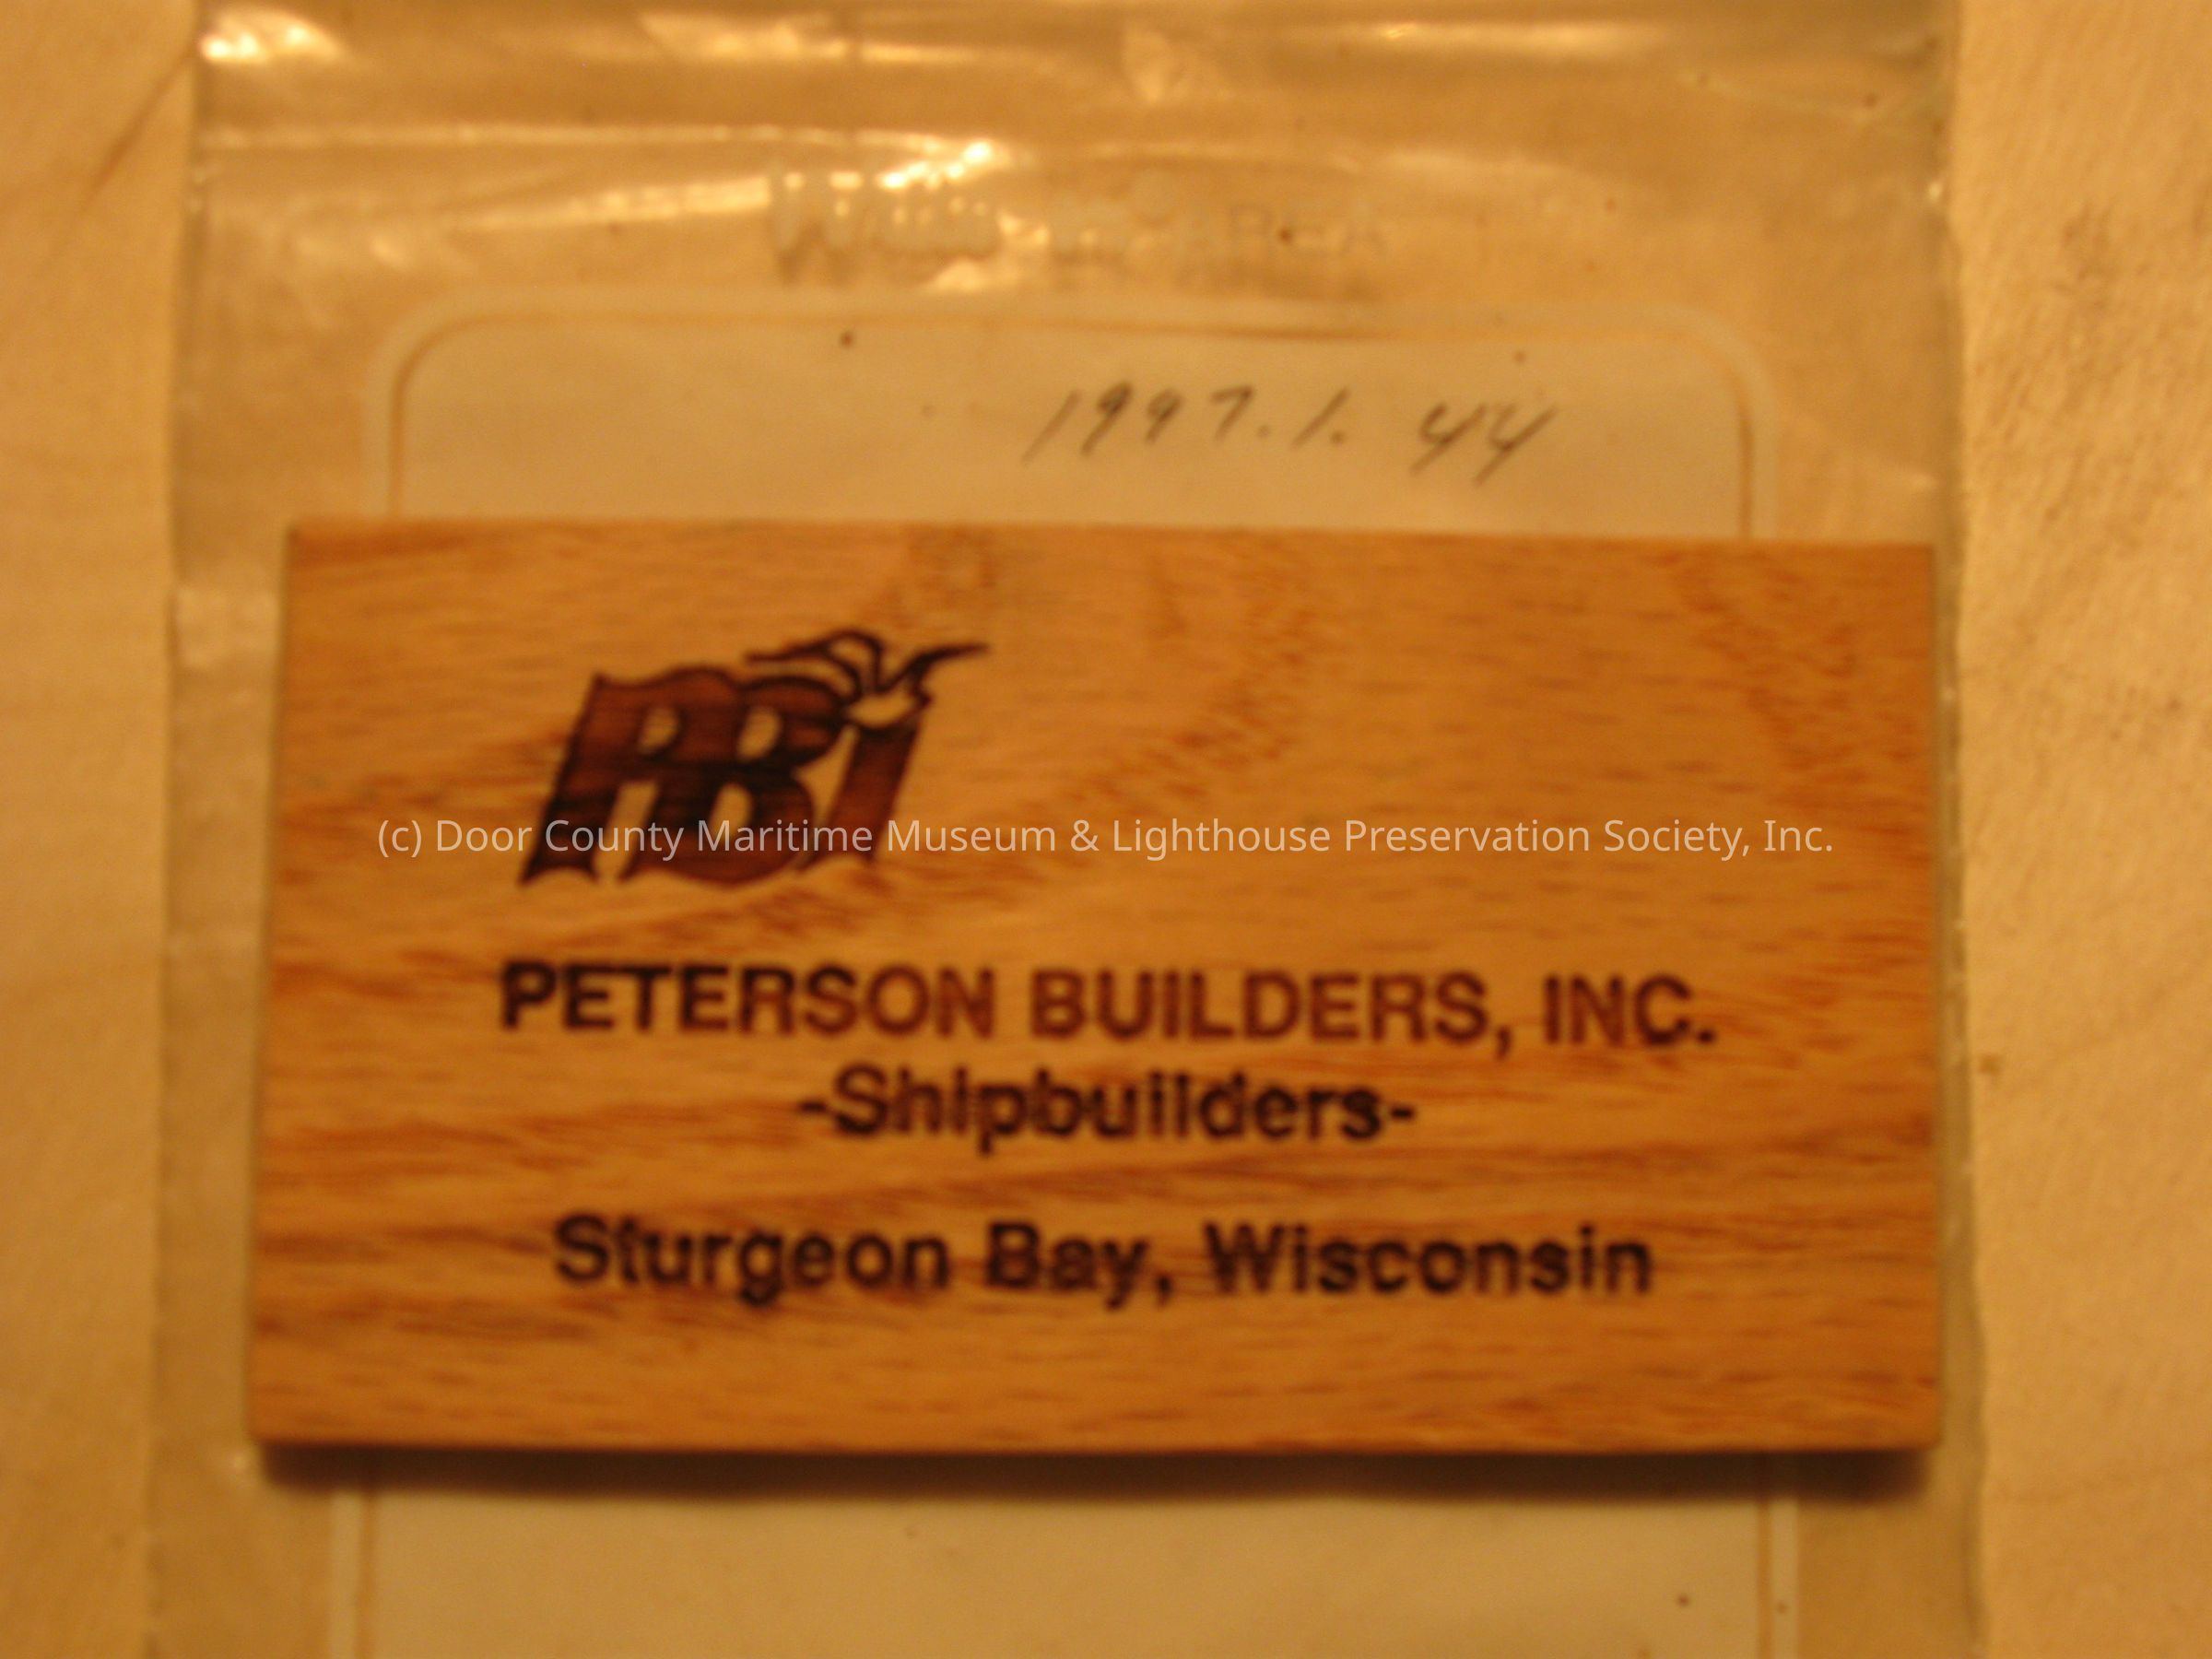 1997.1.44
PBI
(c) Door County Maritime Museum & Lighthouse Preservation Society, Inc.
PETERSON BUILDERS, INC.
-Shipbuilders-
Sturgeon Bay, Wisconsin